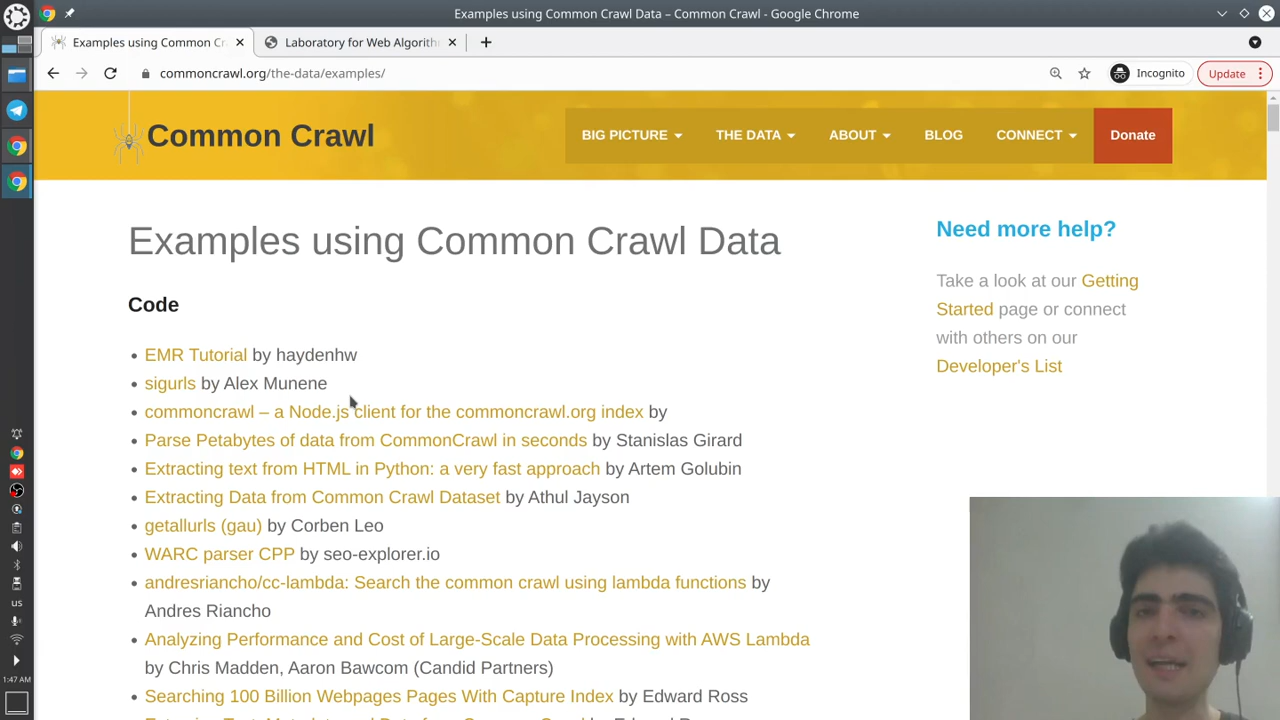 Examples using Common Crawl Data – Common Crawl - Google Chrome
Examples using Common Cr
Laboratory for Web Algorith
commoncrawl.org/the-data/examples/
Incognito
Update
Common Crawl
BIG PICTURE
THE DATA
ABOUT
BLOG
CONNECT
Donate
Examples using Common Crawl Data
Code
• EMR Tutorial by haydenhw
• sigurls by Alex Munene
• commoncrawl – a Node.js client for the commoncrawl.org index by
• Parse Petabytes of data from CommonCrawl in seconds by Stanislas Girard
• Extracting text from HTML in Python: a very fast approach by Artem Golubin
• Extracting Data from Common Crawl Dataset by Athul Jayson
• getallurls (gau) by Corben Leo
• WARC parser CPP by seo-explorer.io
• andresriancho/cc-lambda: Search the common crawl using lambda functions by
Andres Riancho
• Analyzing Performance and Cost of Large-Scale Data Processing with AWS Lambda
by Chris Madden, Aaron Bawcom (Candid Partners)
• Searching 100 Billion Webpages Pages With Capture Index by Edward Ross
Need more help?
Take a look at our Getting
Started page or connect
with others on our
Developer's List
us
1:47 AM